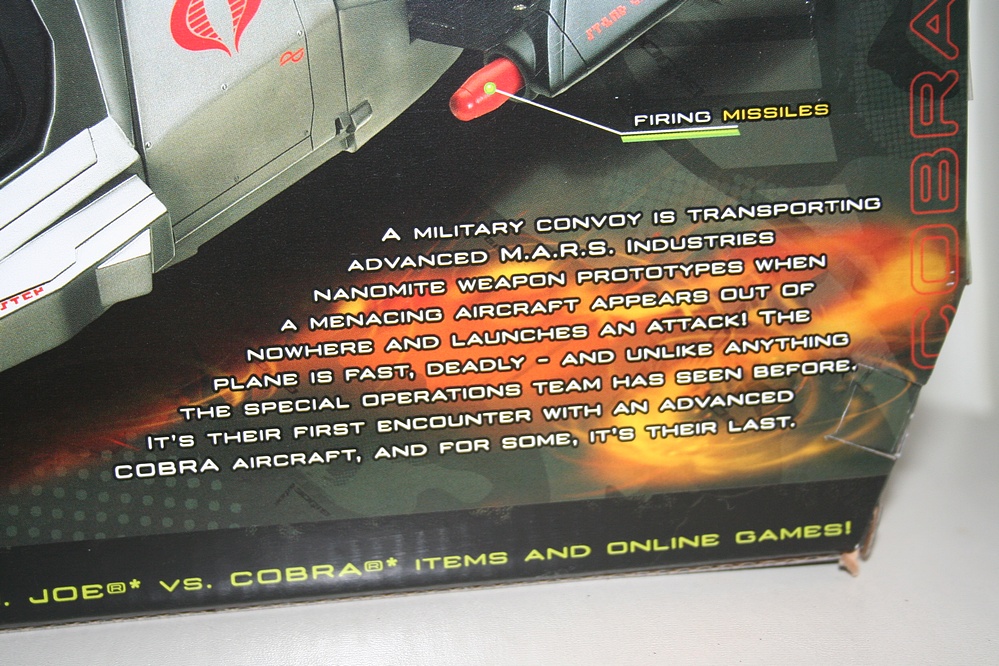 FIRING MISSILES
A MILITARY CONVOY IS TRANSPORTING
ADVANCED M.A.R.S. INDUSTRIES
NANOMITE WEAPON PROTOTYPES WHEN
A MENACING AIRCRAFT APPEARS OUT OF
NOWHERE AND LAUNCHES AN ATTACK! THE
PLANE IS FAST, DEADLY - AND UNLIKE ANYTHING
THE SPECIAL OPERATIONS TEAM HAS SEEN BEFORE.
IT'S THEIR FIRST ENCOUNTER WITH AN ADVANCED
COBRA AIRCRAFT, AND FOR SOME, IT'S THEIR LAST.
. JOE®* VS. COBRA®* ITEMS AND ONLINE GAMES!
COBRA